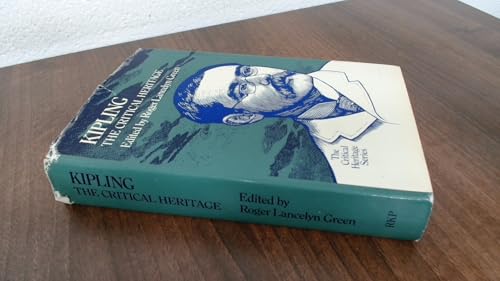 KIPLING
THE CRITICAL HERITAGE
Edited by Roger Lancelyn Green
The
Critical
Heritage
Series
KIPLING
THE CRITICAL HERITAGE
Edited by
Roger Lancelyn Green
RKP